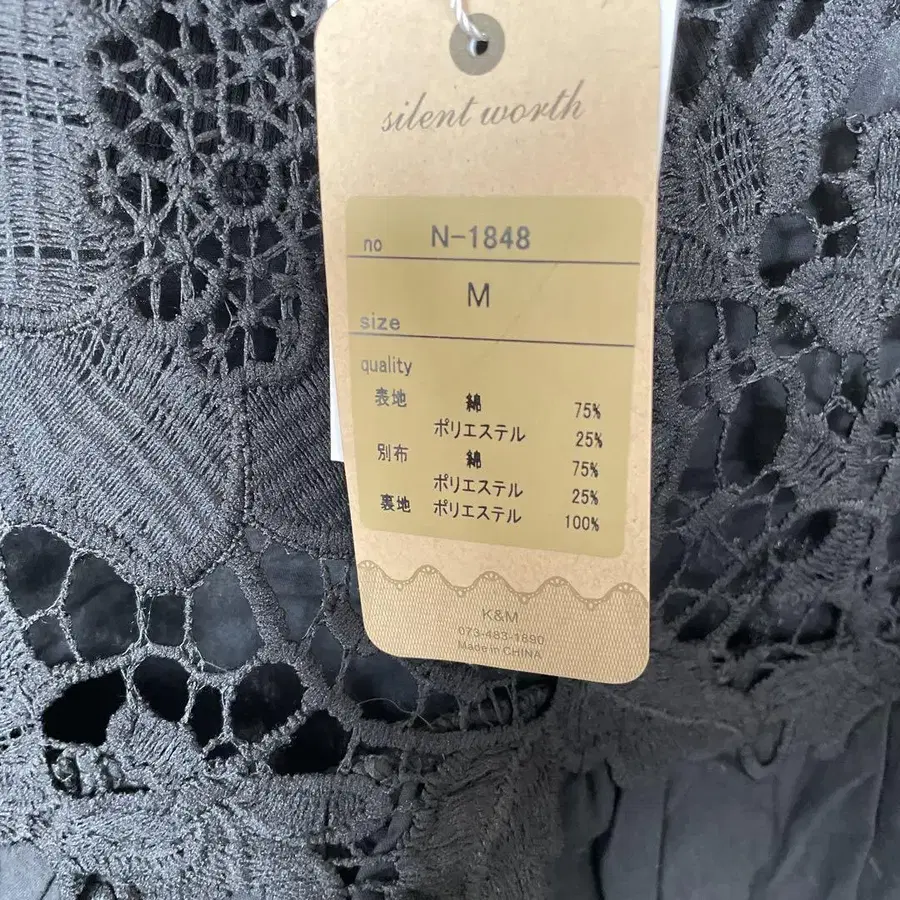 silent worth
no N-1848
M
size
quality
表地 綿 75%
ポリエステル 25%
別布 綿 75%
ポリエステル 25%
裏地 ポリエステル 100%
K&M
073-483-1690
Made in CHINA